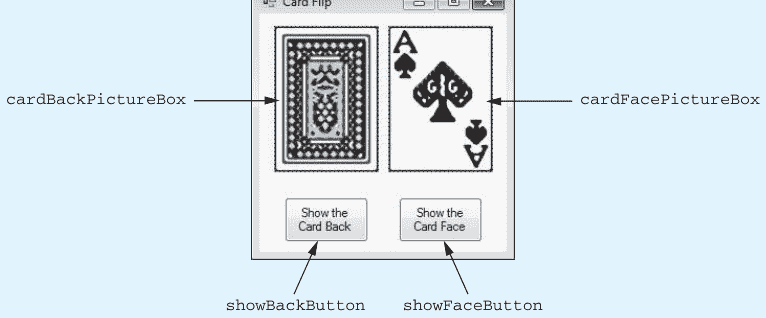 Card Flip
cardBackPictureBox
cardFacePictureBox
A
A
Show the
Card Back
Show the
Card Face
showBackButton
showFaceButton